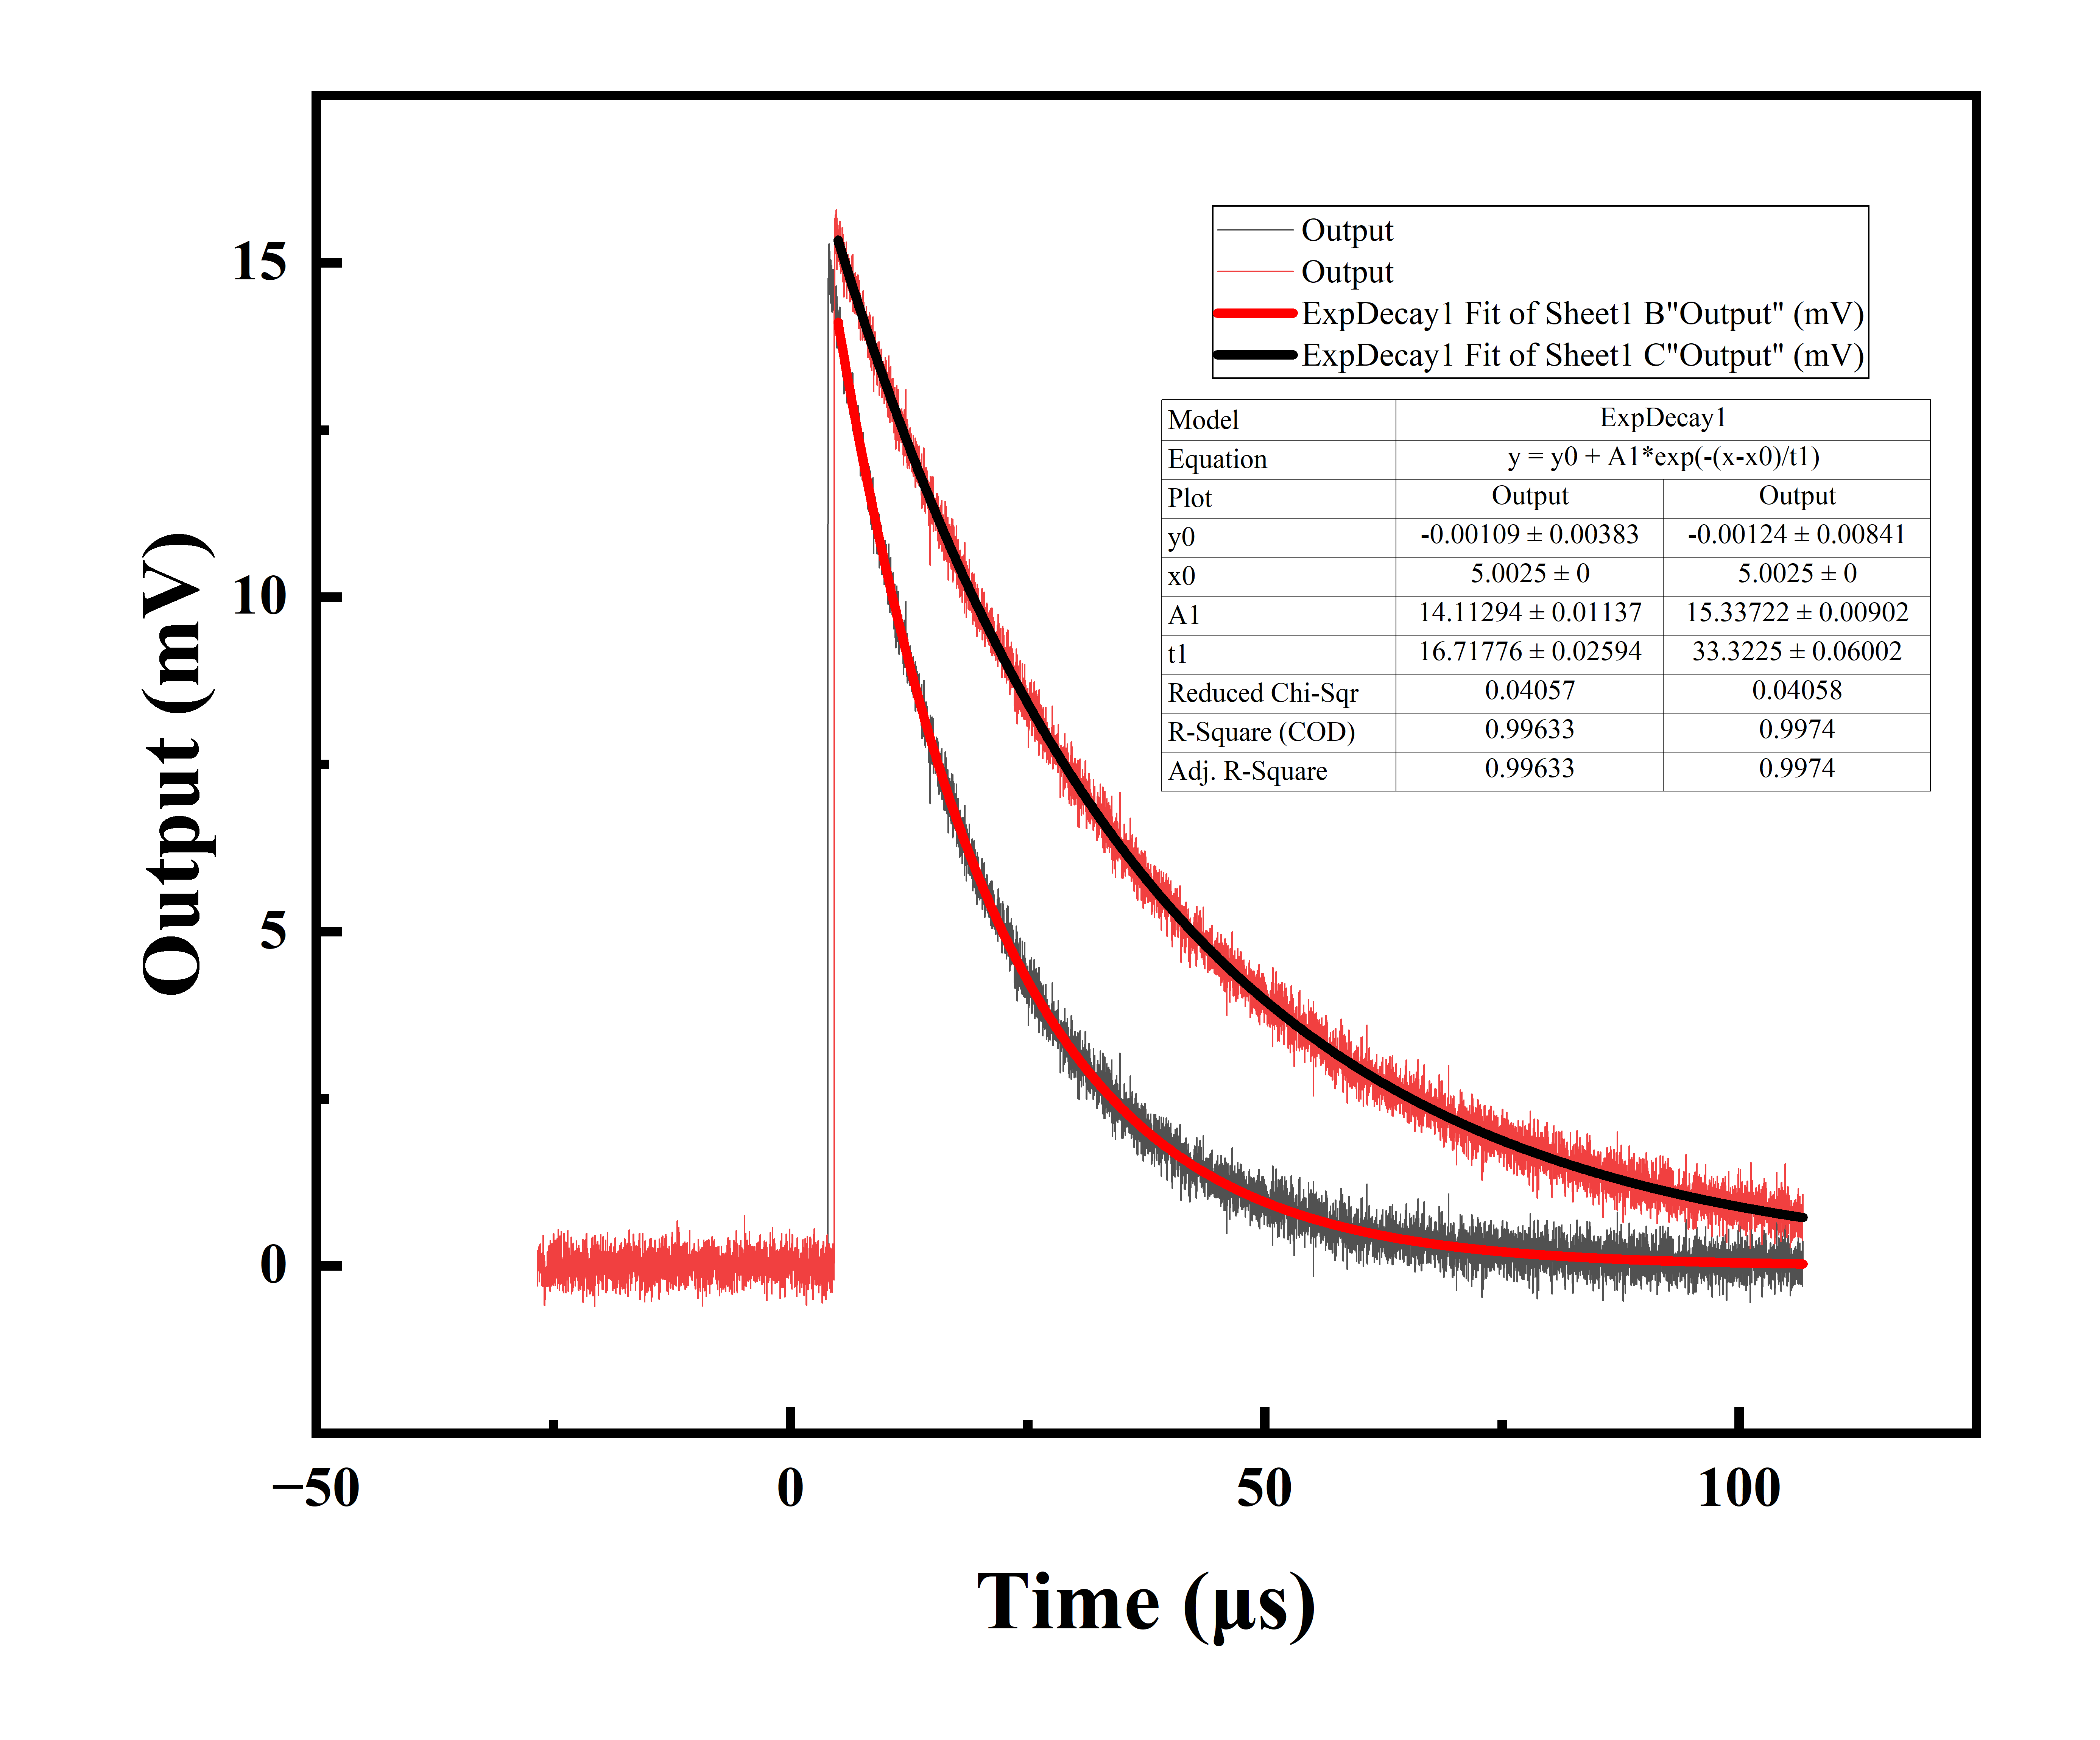 Output (mV)
15
10
5
0
−50
0
50
100
Time (μs)
Output
Output
ExpDecay1 Fit of Sheet1 B"Output" (mV)
ExpDecay1 Fit of Sheet1 C"Output" (mV)
Model ExpDecay1
Equation y = y0 + A1*exp(-(x-x0)/t1)
Plot Output Output
y0 -0.00109 ± 0.00383 -0.00124 ± 0.00841
x0 5.0025 ± 0 5.0025 ± 0
A1 14.11294 ± 0.01137 15.33722 ± 0.00902
t1 16.71776 ± 0.02594 33.3225 ± 0.06002
Reduced Chi-Sqr 0.04057 0.04058
R-Square (COD) 0.99633 0.9974
Adj. R-Square 0.99633 0.9974